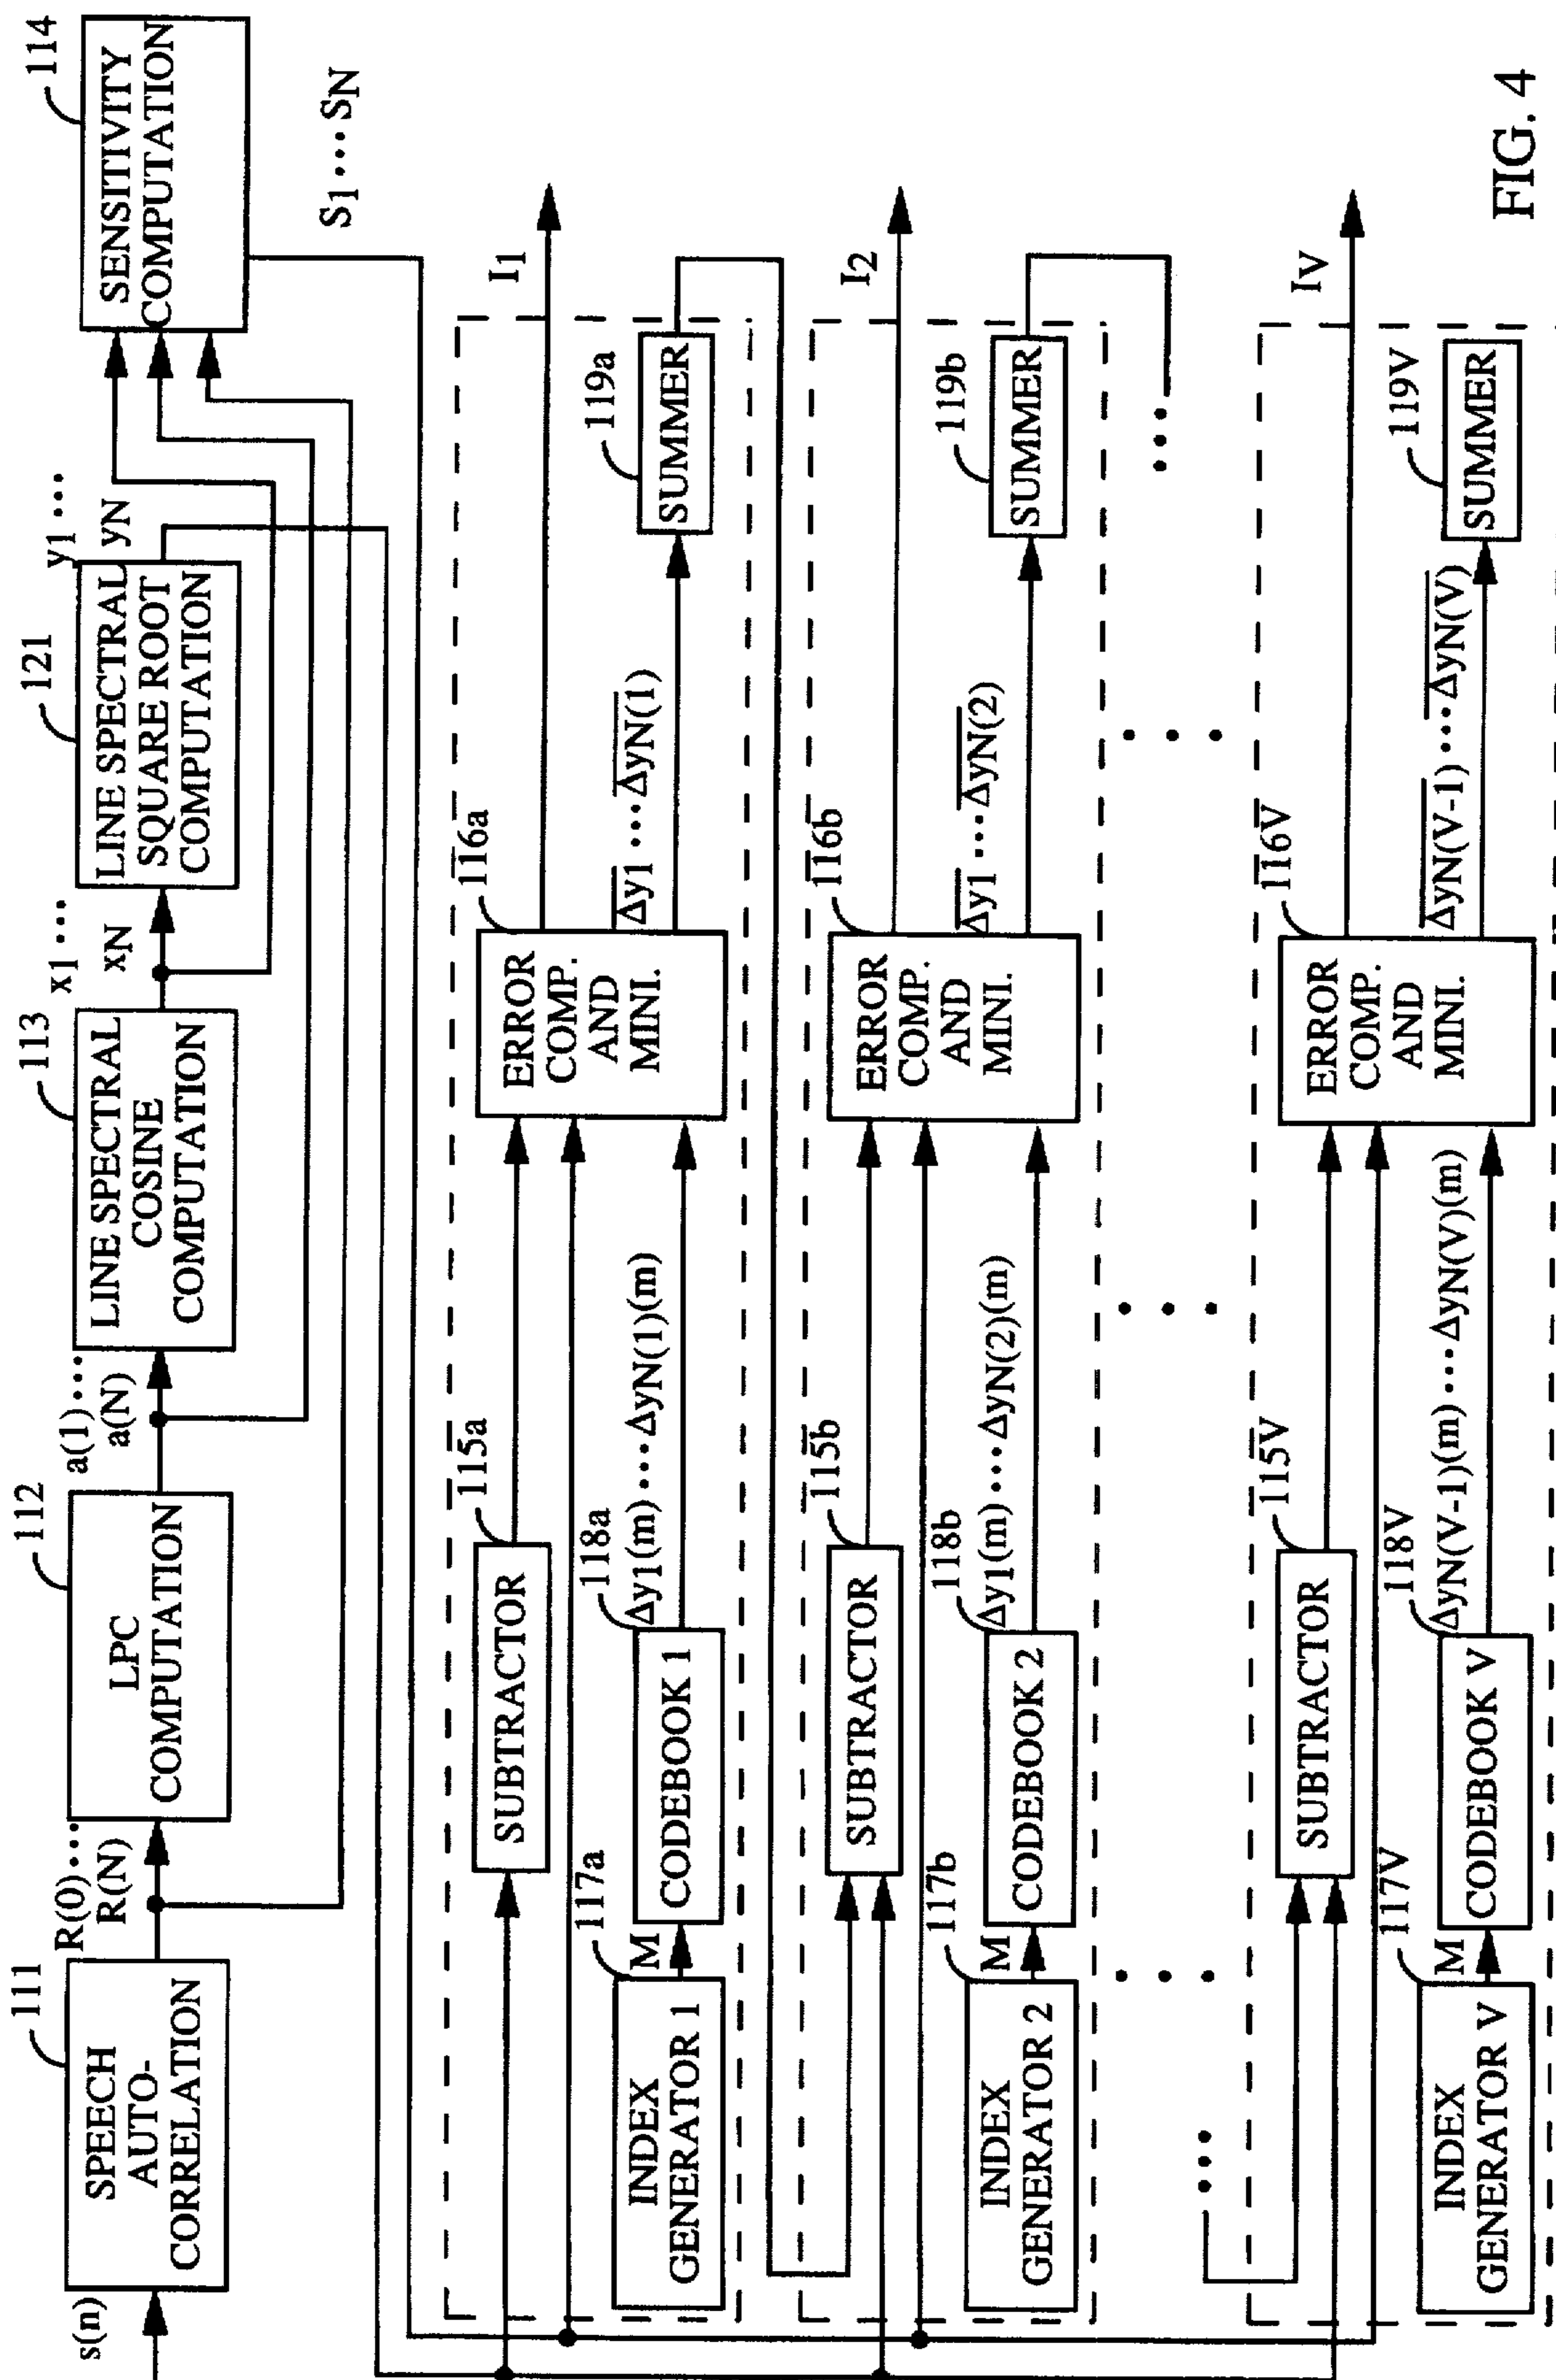 s(n)
111
SPEECH
AUTO-
CORRELATION
R(0)...
R(N)
112
LPC
COMPUTATION
a(1)...
a(N)
113
LINE SPECTRAL
COSINE
COMPUTATION
x1...
xN
121
LINE SPECTRAL
SQUARE ROOT
COMPUTATION
y1...
yN
114
SENSITIVITY
COMPUTATION
S1...SN
SUBTRACTOR
115a
ERROR
COMP.
AND
MINI.
116a
I1
INDEX
GENERATOR 1
117a
M
CODEBOOK 1
118a
Δy1(m)...ΔyN(1)(m)
Δy1...ΔyN(1)
SUMMER
119a
SUBTRACTOR
115b
ERROR
COMP.
AND
MINI.
116b
I2
INDEX
GENERATOR 2
117b
M
CODEBOOK 2
118b
Δy1(m)...ΔyN(2)(m)
Δy1...ΔyN(2)
SUMMER
119b
SUBTRACTOR
115V
ERROR
COMP.
AND
MINI.
116V
IV
INDEX
GENERATOR V
117V
M
CODEBOOK V
118V
ΔyN(V-1)(m)...ΔyN(V)(m)
ΔyN(V-1)...ΔyN(V)
SUMMER
119V
FIG. 4